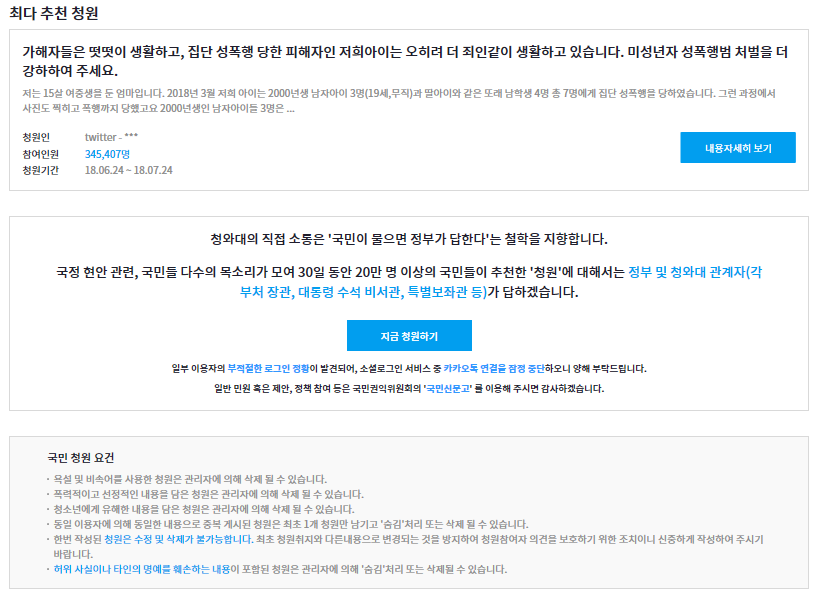 최다 추천 청원
가해자들은 떳떳이 생활하고, 집단 성폭행 당한 피해자인 저희아이는 오히려 더 죄인같이 생활하고 있습니다. 미성년자 성폭행범 처벌을 더
강하하여 주세요.
저는 15살 여중생을 둔 엄마입니다. 2018년 3월 저희 아이는 2000년생 남자아이 3명(19세,무직)과 딸아이와 같은 또래 남학생 4명 총 7명에게 집단 성폭행을 당하였습니다. 그런 과정에서
사진도 찍히고 폭행까지 당했고요 2000년생인 남자아이들 3명은 ...
청원인 twitter - ***
참여인원 345,407명
청원기간 18.06.24 ~ 18.07.24
내용자세히 보기
청와대의 직접 소통은 '국민이 물으면 정부가 답한다'는 철학을 지향합니다.
국정 현안 관련, 국민들 다수의 목소리가 모여 30일 동안 20만 명 이상의 국민들이 추천한 '청원'에 대해서는 정부 및 청와대 관계자(각
부처 장관, 대통령 수석 비서관, 특별보좌관 등)가 답하겠습니다.
지금 청원하기
일부 이용자의 부적절한 로그인 정황이 발견되어, 소셜로그인 서비스 중 카카오톡 연결을 잠정 중단하오니 양해 부탁드립니다.
일반 민원 혹은 제안, 정책 참여 등은 국민권익위원회의 '국민신문고' 를 이용해 주시면 감사하겠습니다.
국민 청원 요건
· 욕설 및 비속어를 사용한 청원은 관리자에 의해 삭제 될 수 있습니다.
· 폭력적이고 선정적인 내용을 담은 청원은 관리자에 의해 삭제 될 수 있습니다.
· 청소년에게 유해한 내용을 담은 청원은 관리자에 의해 삭제 될 수 있습니다.
· 동일 이용자에 의해 동일한 내용으로 중복 게시된 청원은 최초 1개 청원만 남기고 '숨김'처리 또는 삭제 될 수 있습니다.
· 한번 작성된 청원은 수정 및 삭제가 불가능합니다. 최초 청원취지와 다른내용으로 변경되는 것을 방지하여 청원참여자 의견을 보호하기 위한 조치이니 신중하게 작성하여 주시기
바랍니다.
· 허위 사실이나 타인의 명예를 훼손하는 내용이 포함된 청원은 관리자에 의해 '숨김'처리 또는 삭제될 수 있습니다.